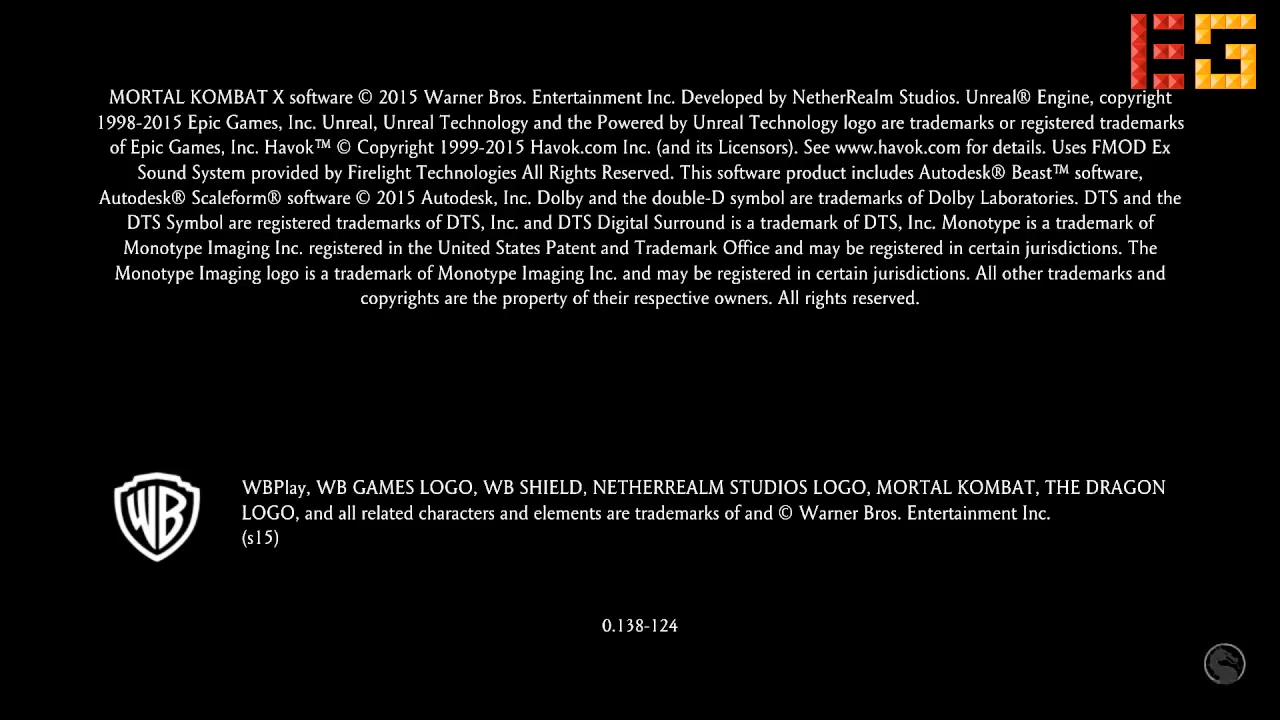 EG
MORTAL KOMBAT X software © 2015 Warner Bros. Entertainment Inc. Developed by NetherRealm Studios. Unreal® Engine, copyright
1998-2015 Epic Games, Inc. Unreal, Unreal Technology and the Powered by Unreal Technology logo are trademarks or registered trademarks
of Epic Games, Inc. Havok™ © Copyright 1999-2015 Havok.com Inc. (and its Licensors). See www.havok.com for details. Uses FMOD Ex
Sound System provided by Firelight Technologies All Rights Reserved. This software product includes Autodesk® Beast™ software,
Autodesk® Scaleform® software © 2015 Autodesk, Inc. Dolby and the double-D symbol are trademarks of Dolby Laboratories. DTS and the
DTS Symbol are registered trademarks of DTS, Inc. and DTS Digital Surround is a trademark of DTS, Inc. Monotype is a trademark of
Monotype Imaging Inc. registered in the United States Patent and Trademark Office and may be registered in certain jurisdictions. The
Monotype Imaging logo is a trademark of Monotype Imaging Inc. and may be registered in certain jurisdictions. All other trademarks and
copyrights are the property of their respective owners. All rights reserved.
WB
WBPlay, WB GAMES LOGO, WB SHIELD, NETHERREALM STUDIOS LOGO, MORTAL KOMBAT, THE DRAGON
LOGO, and all related characters and elements are trademarks of and © Warner Bros. Entertainment Inc.
(s15)
0.138-124